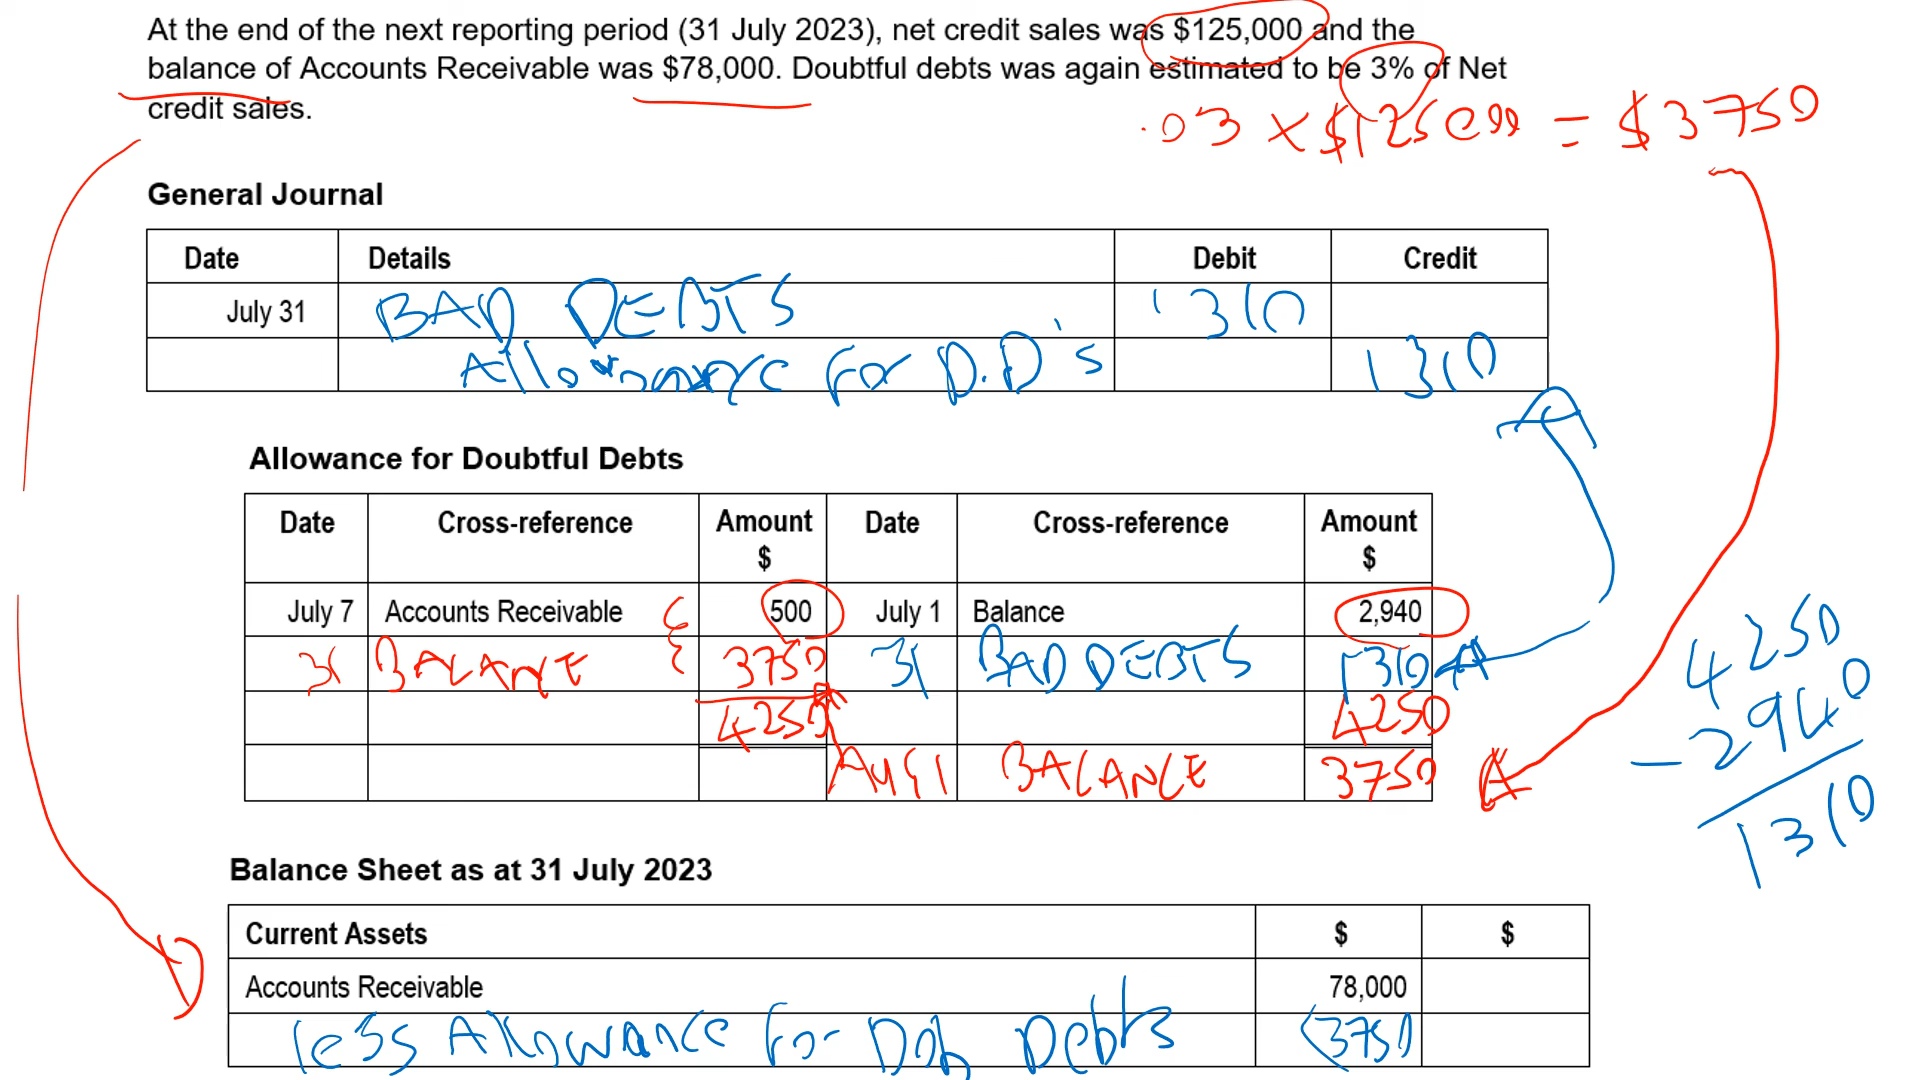 At the end of the next reporting period (31 July 2023), net credit sales was $125,000 and the
balance of Accounts Receivable was $78,000. Doubtful debts was again estimated to be 3% of Net
credit sales.
.03 × $125000 = $3750
General Journal
Date Details Debit Credit
July 31 BAD DEBTS 1310
Allowance for D.D's 1310
Allowance for Doubtful Debts
Date Cross-reference Amount $ Date Cross-reference Amount $
July 7 Accounts Receivable 500 July 1 Balance 2,940
31 BALANCE 3750 31 BAD DEBTS 1310
4250 4250
Aug 1 BALANCE 3750
4250
- 2940
1310
Balance Sheet as at 31 July 2023
Current Assets $ $
Accounts Receivable 78,000
less Allowance for Debts (3750